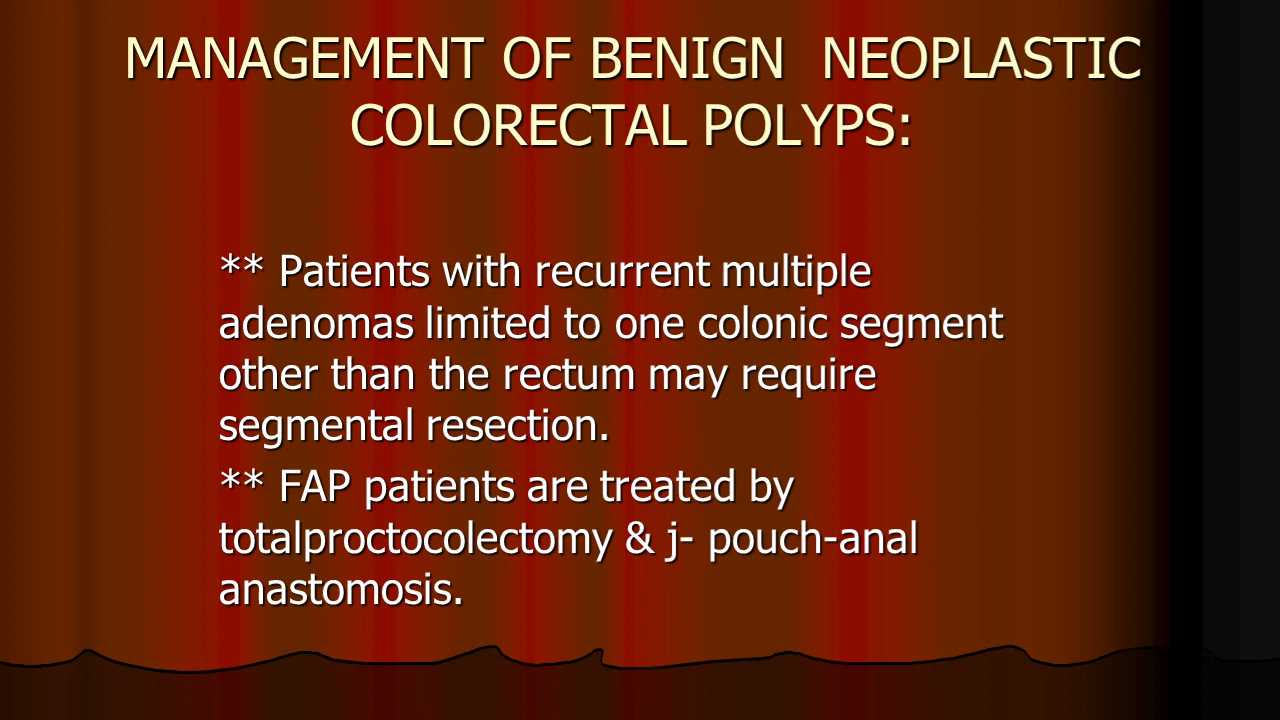 MANAGEMENT OF BENIGN  NEOPLASTIC
COLORECTAL POLYPS:
** Patients with recurrent multiple
adenomas limited to one colonic segment
other than the rectum may require
segmental resection.
** FAP patients are treated by
totalproctocolectomy & j- pouch-anal
anastomosis.